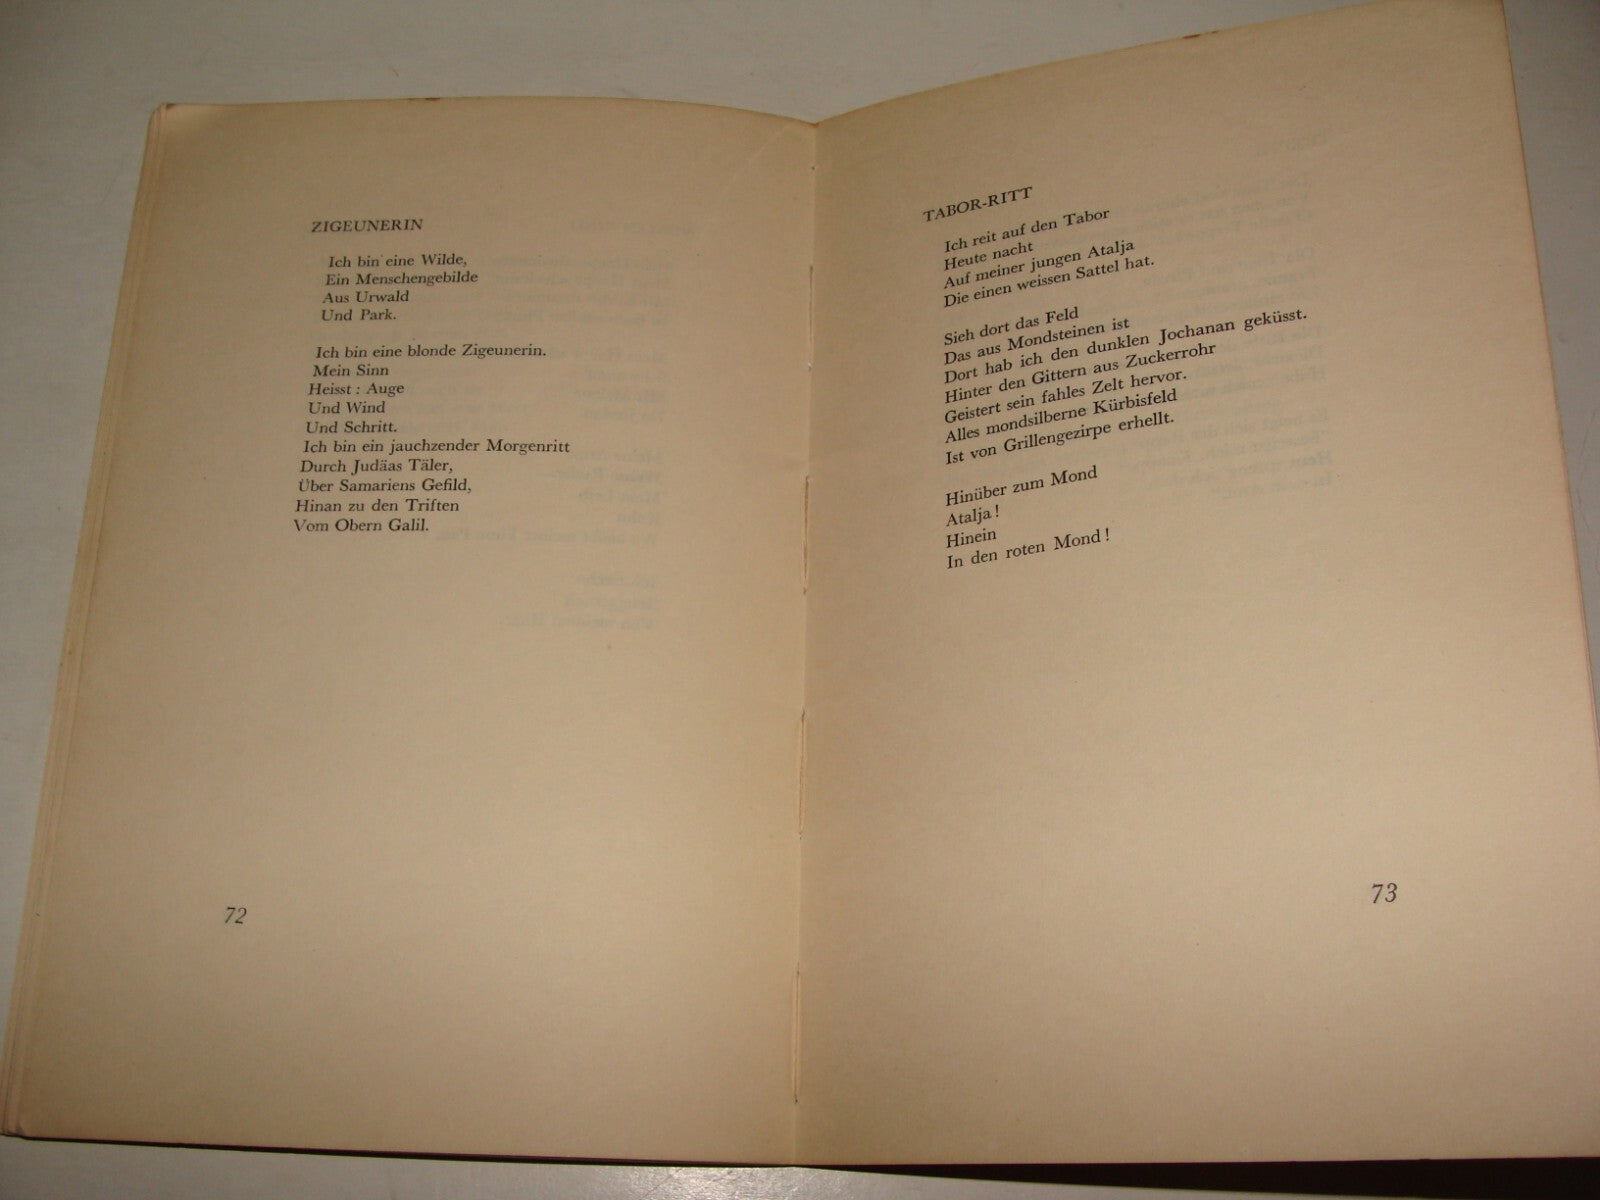 ZIGEUNERIN
Ich bin eine Wilde,
Ein Menschengebilde
Aus Urwald
Und Park.
Ich bin eine blonde Zigeunerin.
Mein Sinn
Heisst : Auge
Und Wind
Und Schritt.
Ich bin ein jauchzender Morgenritt
Durch Judäas Täler,
Über Samariens Gefild,
Hinan zu den Triften
Vom Obern Galil.
72
TABOR-RITT
Ich reit auf den Tabor
Heute nacht
Auf meiner jungen Atalja
Die einen weissen Sattel hat.
Sieh dort das Feld
Das aus Mondsteinen ist
Dort hab ich den dunklen Jochanan geküsst.
Hinter den Gittern aus Zuckerrohr
Geistert sein fahles Zelt hervor.
Alles mondsilberne Kürbisfeld
Ist von Grillengezirpe erhellt.
Hinüber zum Mond
Atalja !
Hinein
In den roten Mond !
73